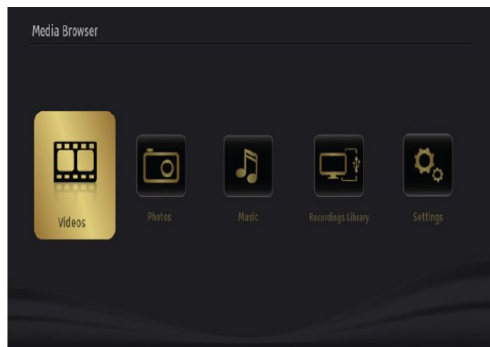 Media Browser
Videos
Photos
Music
Recordings Library
Settings